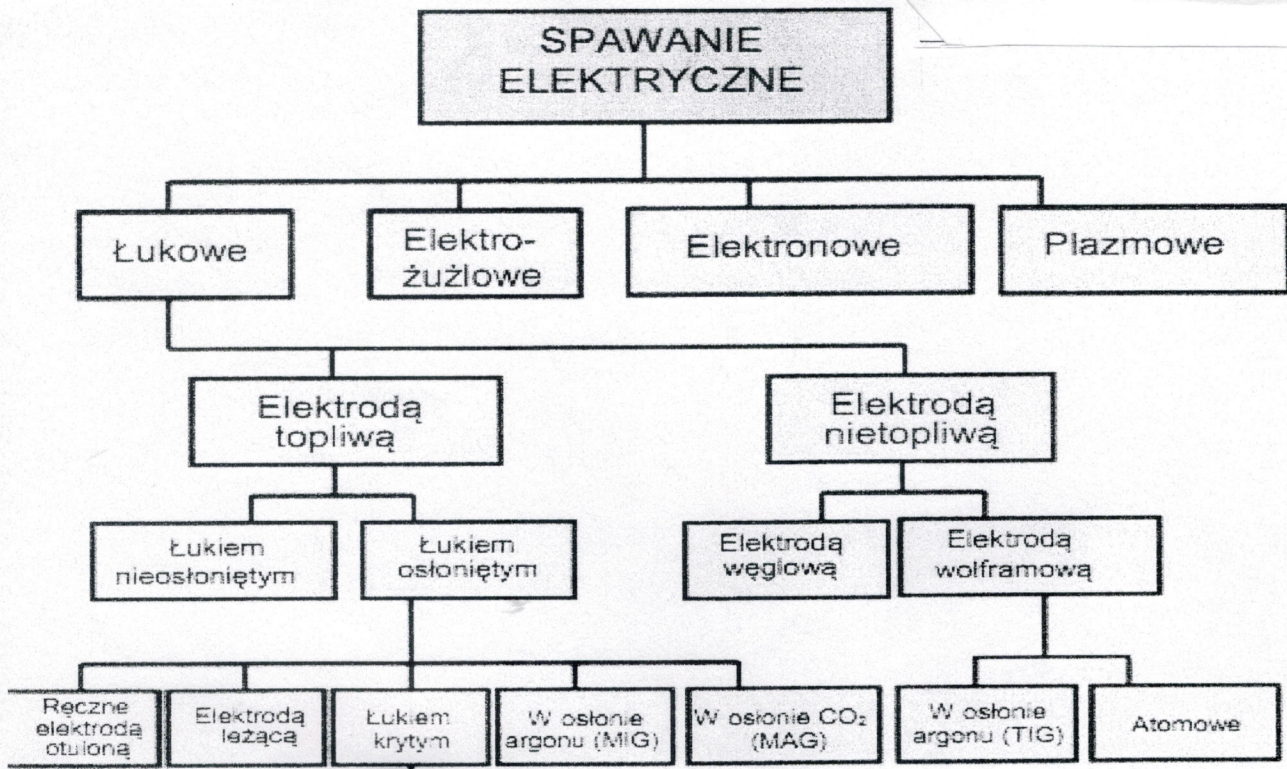 SPAWANIE
ELEKTRYCZNE
Łukowe
Elektro-
żużlowe
Elektronowe
Plazmowe
Elektrodą
topliwą
Elektrodą
nietopliwą
Łukiem
nieosłoniętym
Łukiem
osłoniętym
Elektrodą
węglową
Elektrodą
wolframową
Ręczne
elektrodą
otuloną
Elektrodą
leżącą
Łukiem
krytym
W osłonie
argonu (MIG)
W osłonie CO₂
(MAG)
W osłonie
argonu (TIG)
Atomowe